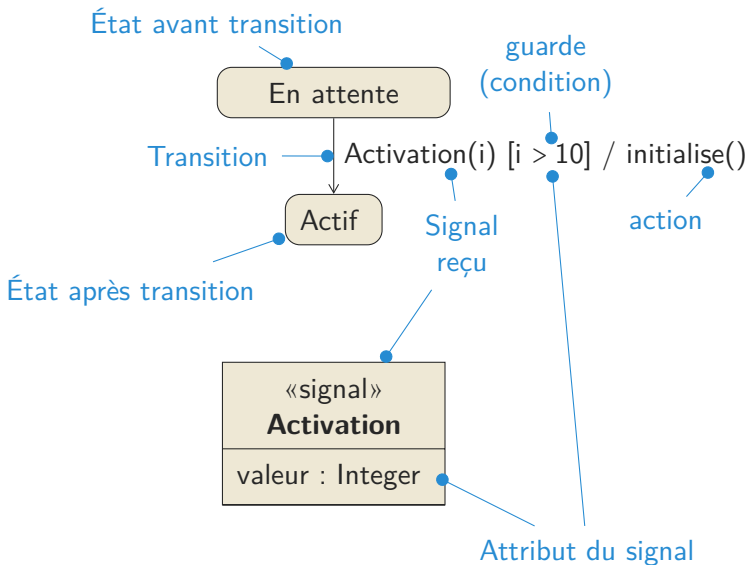 État avant transition
guarde
(condition)
En attente
Transition
Activation(i) [i > 10] / initialise()
Actif
Signal
reçu
action
État après transition
«signal»
Activation
valeur : Integer
Attribut du signal